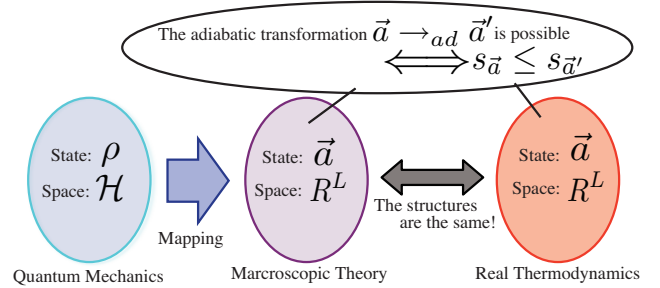 The adiabatic transformation $\vec{a} \rightarrow_{ad} \vec{a}'$ is possible
$\Longleftrightarrow s_{\vec{a}} \leq s_{\vec{a}'}$
State: $\rho$
Space: $\mathcal{H}$
Quantum Mechanics
Mapping
State: $\vec{a}$
Space: $R^L$
Marcroscopic Theory
The structures
are the same!
State: $\vec{a}$
Space: $R^L$
Real Thermodynamics